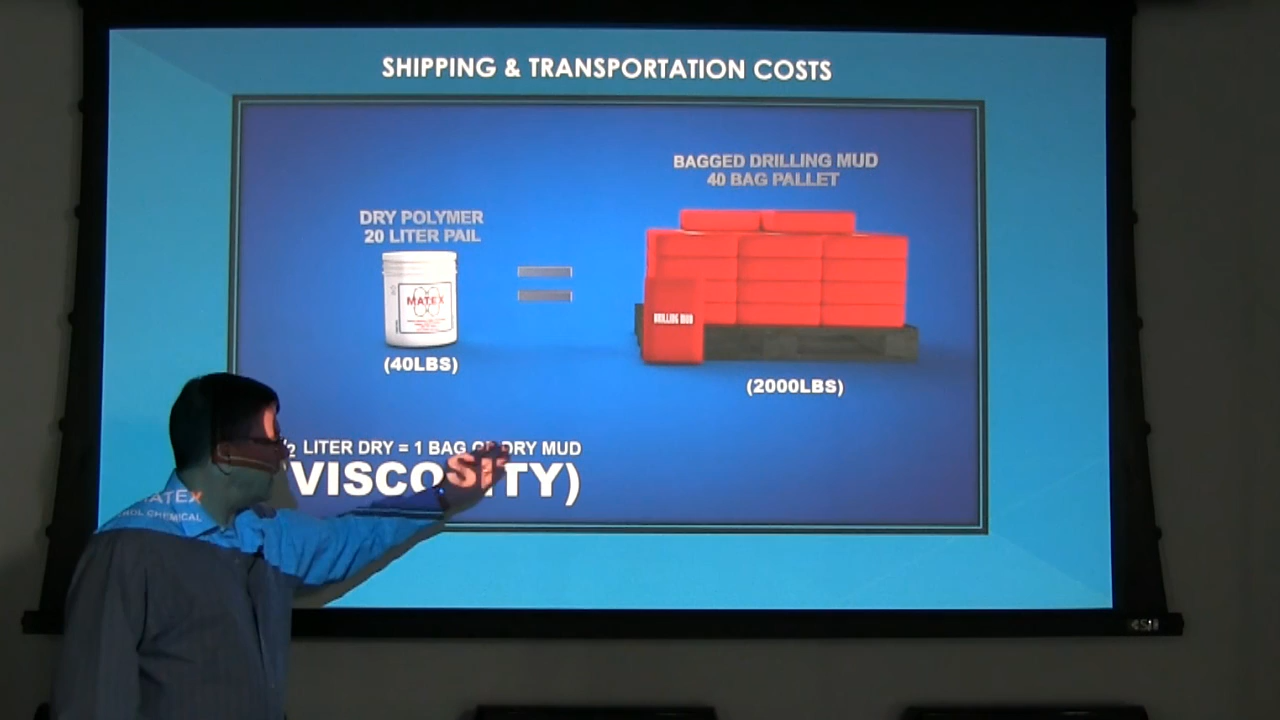 SHIPPING & TRANSPORTATION COSTS
BAGGED DRILLING MUD
40 BAG PALLET
DRY POLYMER
20 LITER PAIL
MATEX
DRILLING MUD
(40LBS)
(2000LBS)
LITER DRY = 1 BAG OF DRY MUD
(VISCOSITY)
MATEX
CHEMICAL